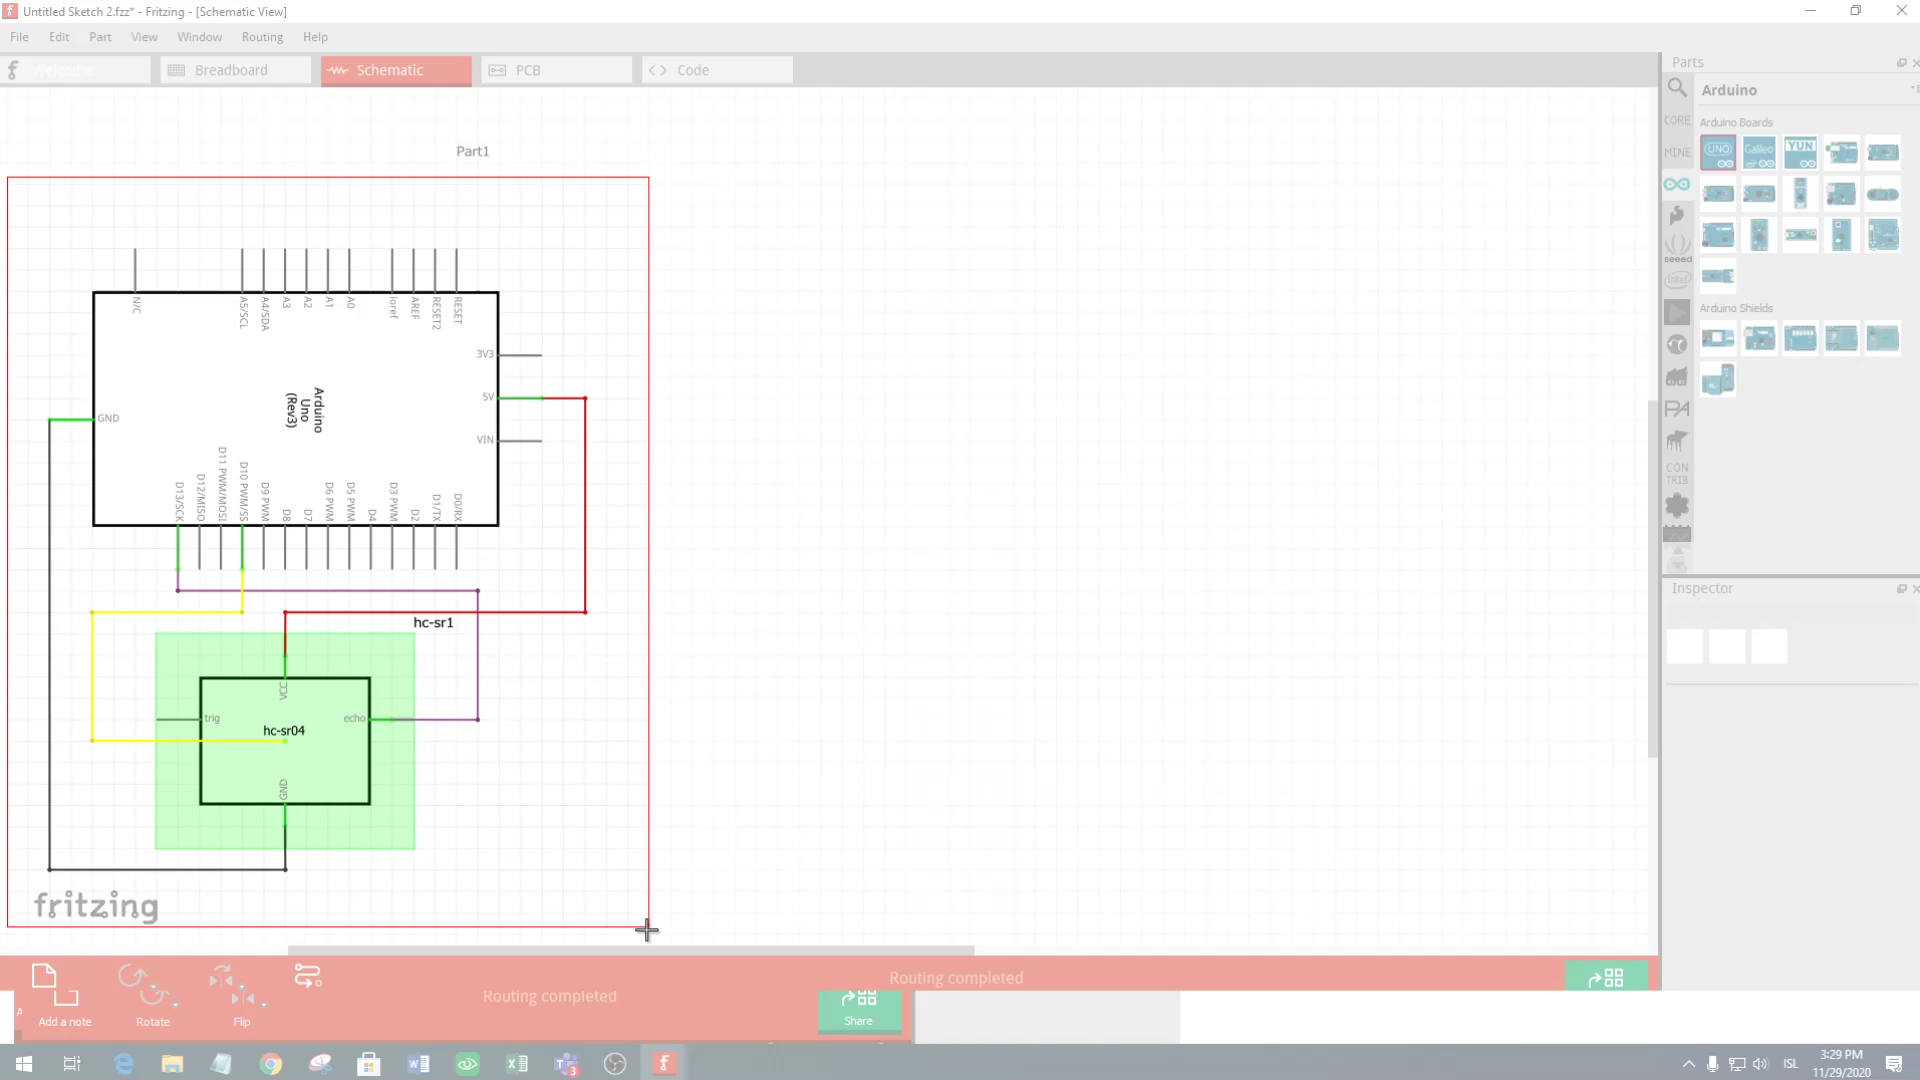 Untitled Sketch 2.fzz* - Fritzing - [Schematic View]
File Edit Part View Window Routing Help
Breadboard Schematic PCB Code
Parts
Arduino
CORE
Arduino Boards
UNO Galileo YUN
MINE
seeed
intel
Arduino Shields
PA
CON
TRIB
Inspector
Part1
N/C
A5/SCL
A4/SDA
A3
A2
A1
A0
ioref
AREF
RESET2
RESET
3V3
5V
VIN
GND
Arduino
Uno
(Rev3)
D13/SCK
D12/MISO
D11 PWM/MOSI
D10 PWM/SS
D9 PWM
D8
D7
D6 PWM
D5 PWM
D4
D3 PWM
D2
D1/TX
D0/RX
hc-sr1
VCC
trig
echo
hc-sr04
GND
fritzing
Routing completed
Routing completed
Add a note Rotate Flip Share
ISL
3:29 PM
11/29/2020